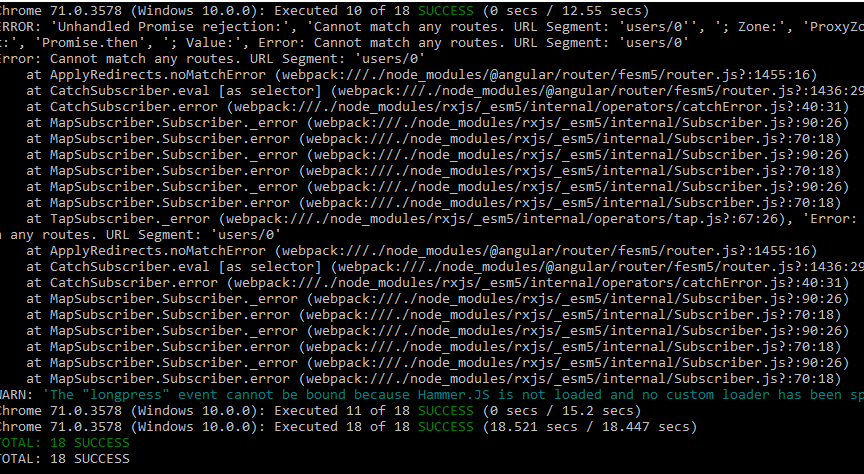 Chrome 71.0.3578 (Windows 10.0.0): Executed 10 of 18 SUCCESS (0 secs / 12.55 secs)
ERROR: 'Unhandled Promise rejection:', 'Cannot match any routes. URL Segment: 'users/0'', '; Zone:', 'ProxyZo
:', 'Promise.then', '; Value:', Error: Cannot match any routes. URL Segment: 'users/0'
Error: Cannot match any routes. URL Segment: 'users/0'
at ApplyRedirects.noMatchError (webpack:///./node_modules/@angular/router/fesm5/router.js?:1455:16)
at CatchSubscriber.eval [as selector] (webpack:///./node_modules/@angular/router/fesm5/router.js?:1436:29
at CatchSubscriber.error (webpack:///./node_modules/rxjs/_esm5/internal/operators/catchError.js?:40:31)
at MapSubscriber.Subscriber._error (webpack:///./node_modules/rxjs/_esm5/internal/Subscriber.js?:90:26)
at MapSubscriber.Subscriber.error (webpack:///./node_modules/rxjs/_esm5/internal/Subscriber.js?:70:18)
at MapSubscriber.Subscriber._error (webpack:///./node_modules/rxjs/_esm5/internal/Subscriber.js?:90:26)
at MapSubscriber.Subscriber.error (webpack:///./node_modules/rxjs/_esm5/internal/Subscriber.js?:70:18)
at MapSubscriber.Subscriber._error (webpack:///./node_modules/rxjs/_esm5/internal/Subscriber.js?:90:26)
at MapSubscriber.Subscriber.error (webpack:///./node_modules/rxjs/_esm5/internal/Subscriber.js?:70:18)
at TapSubscriber._error (webpack:///./node_modules/rxjs/_esm5/internal/operators/tap.js?:67:26), 'Error:
h any routes. URL Segment: 'users/0'
at ApplyRedirects.noMatchError (webpack:///./node_modules/@angular/router/fesm5/router.js?:1455:16)
at CatchSubscriber.eval [as selector] (webpack:///./node_modules/@angular/router/fesm5/router.js?:1436:29
at CatchSubscriber.error (webpack:///./node_modules/rxjs/_esm5/internal/operators/catchError.js?:40:31)
at MapSubscriber.Subscriber._error (webpack:///./node_modules/rxjs/_esm5/internal/Subscriber.js?:90:26)
at MapSubscriber.Subscriber.error (webpack:///./node_modules/rxjs/_esm5/internal/Subscriber.js?:70:18)
at MapSubscriber.Subscriber._error (webpack:///./node_modules/rxjs/_esm5/internal/Subscriber.js?:90:26)
at MapSubscriber.Subscriber.error (webpack:///./node_modules/rxjs/_esm5/internal/Subscriber.js?:70:18)
at MapSubscriber.Subscriber._error (webpack:///./node_modules/rxjs/_esm5/internal/Subscriber.js?:90:26)
at MapSubscriber.Subscriber.error (webpack:///./node_modules/rxjs/_esm5/internal/Subscriber.js?:70:18)
WARN: 'The "longpress" event cannot be bound because Hammer.JS is not loaded and no custom loader has been sp
Chrome 71.0.3578 (Windows 10.0.0): Executed 11 of 18 SUCCESS (0 secs / 15.2 secs)
Chrome 71.0.3578 (Windows 10.0.0): Executed 18 of 18 SUCCESS (18.521 secs / 18.447 secs)
TOTAL: 18 SUCCESS
TOTAL: 18 SUCCESS